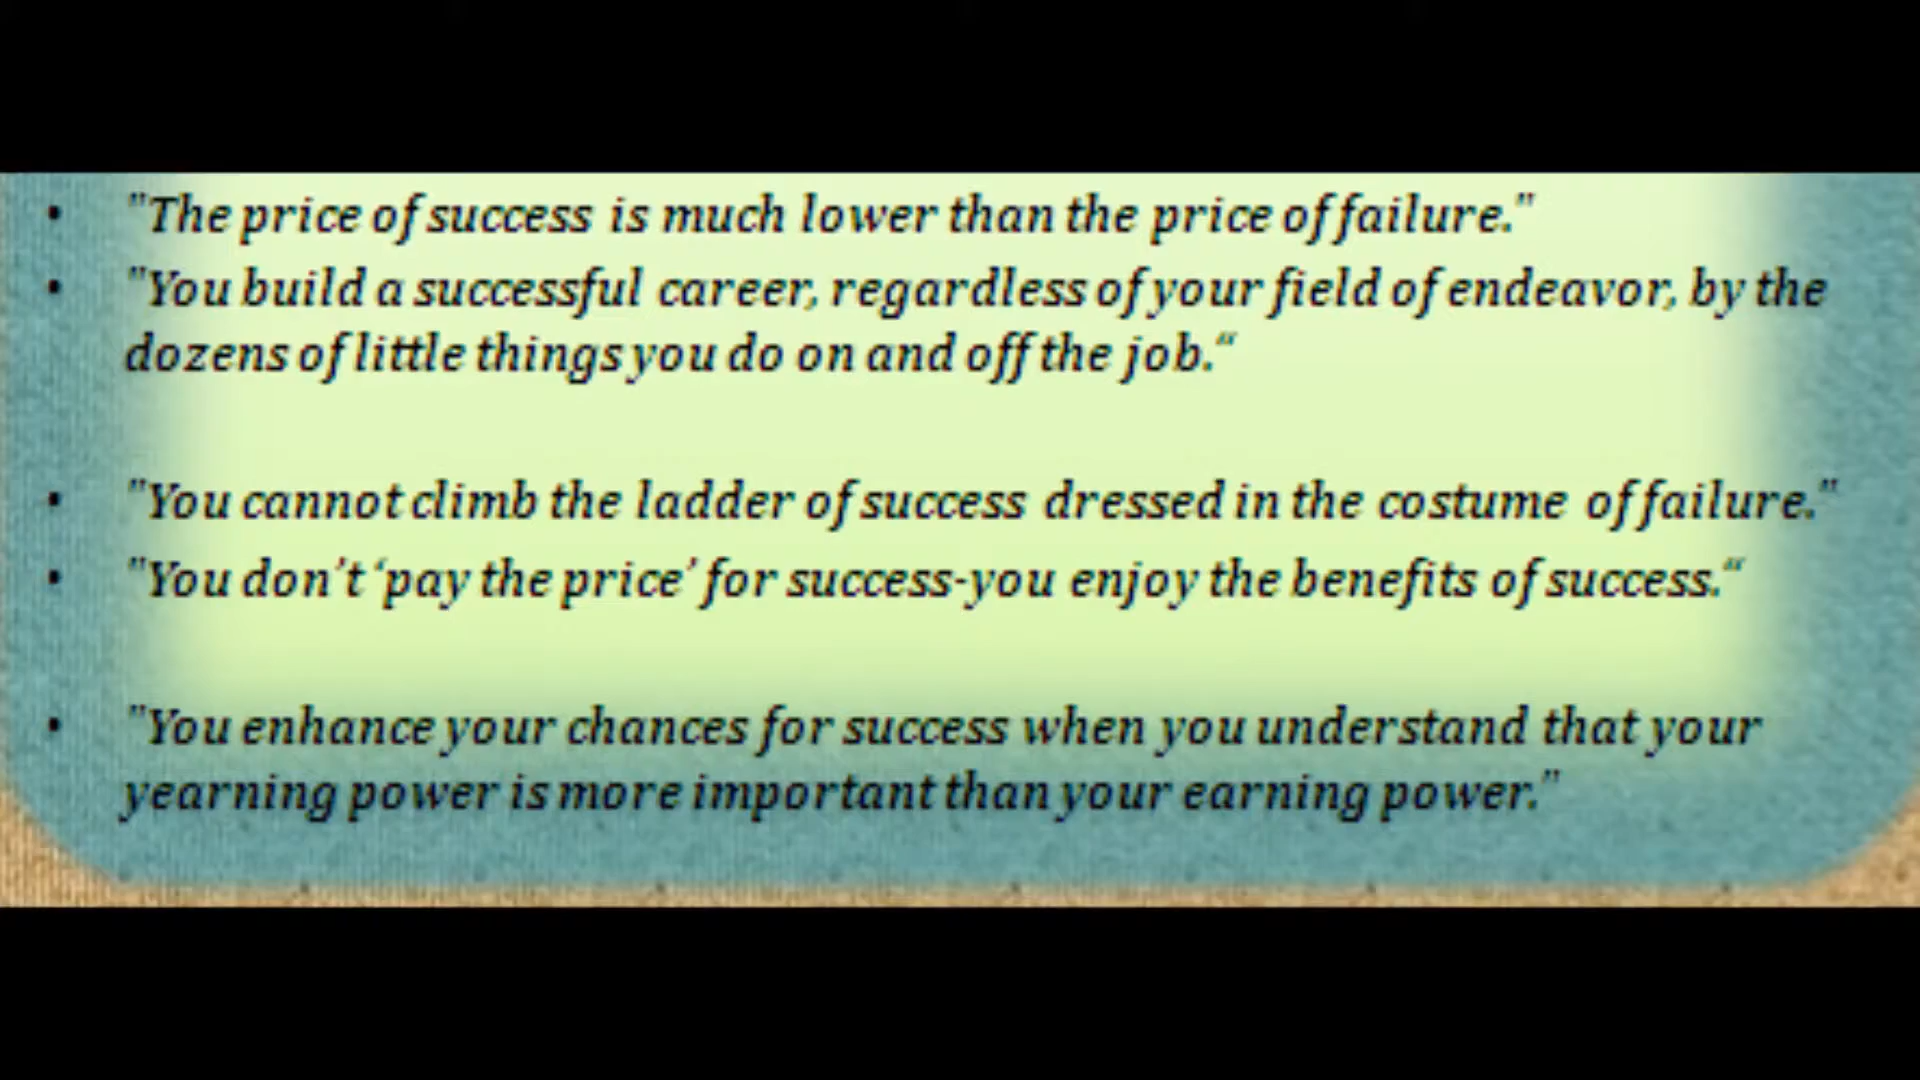 • "The price of success is much lower than the price of failure."
• "You build a successful career, regardless of your field of endeavor, by the
dozens of little things you do on and off the job.“
• "You cannot climb the ladder of success dressed in the costume of failure."
• "You don’t ‘pay the price’ for success-you enjoy the benefits of success.“
• "You enhance your chances for success when you understand that your
yearning power is more important than your earning power."